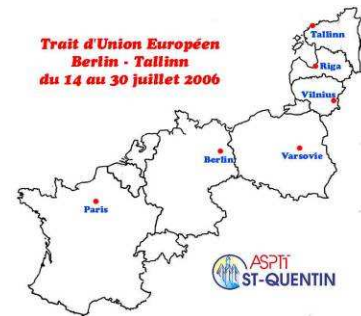 Trait d'Union Européen
Berlin - Tallinn
du 14 au 30 juillet 2006
Tallinn
Riga
Vilnius
Berlin
Varsovie
Paris
ASPTT
ST-QUENTIN